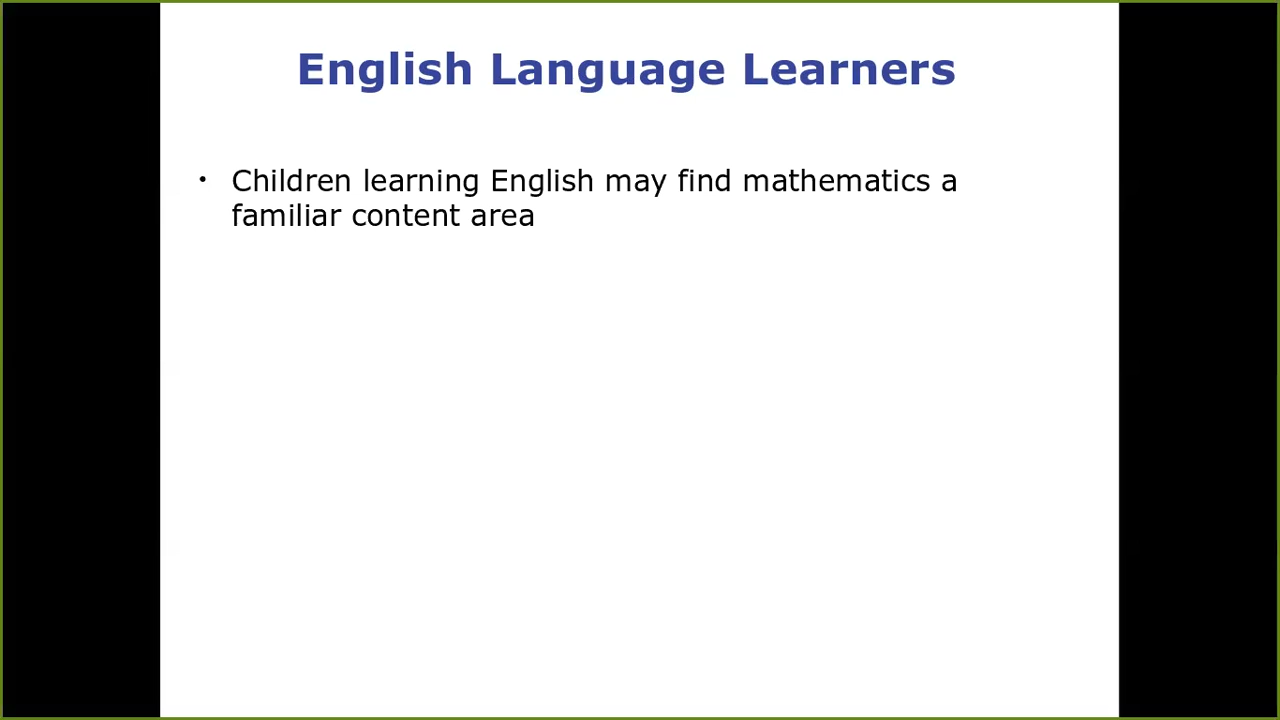 English Language Learners
• Children learning English may find mathematics a
familiar content area